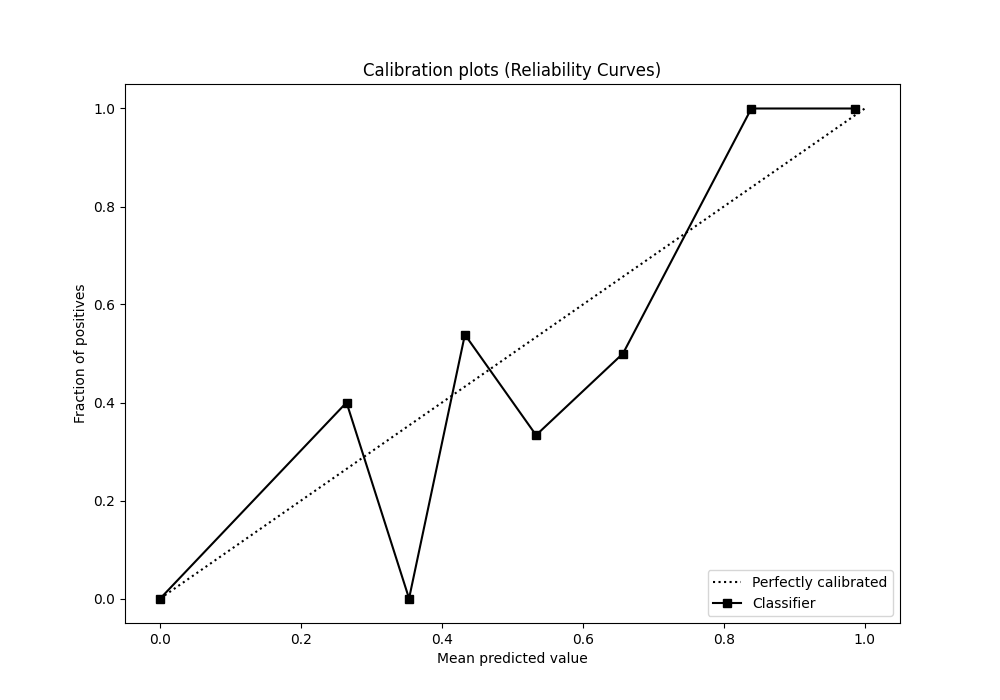 Calibration plots (Reliability Curves)
1.0
0.8
0.6
0.4
0.2
0.0
Fraction of positives
0.0 0.2 0.4 0.6 0.8 1.0
Mean predicted value
Perfectly calibrated
Classifier